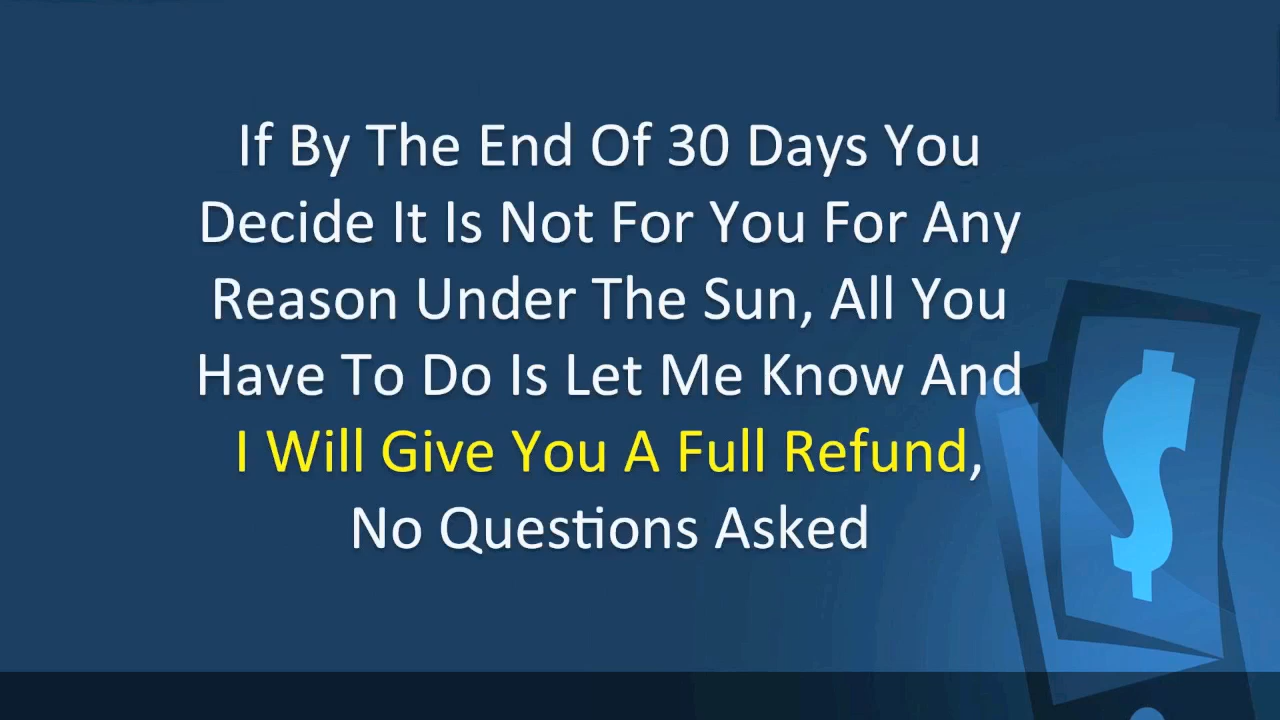 If By The End Of 30 Days You
Decide It Is Not For You For Any
Reason Under The Sun, All You
Have To Do Is Let Me Know And
I Will Give You A Full Refund,
No Questions Asked
$